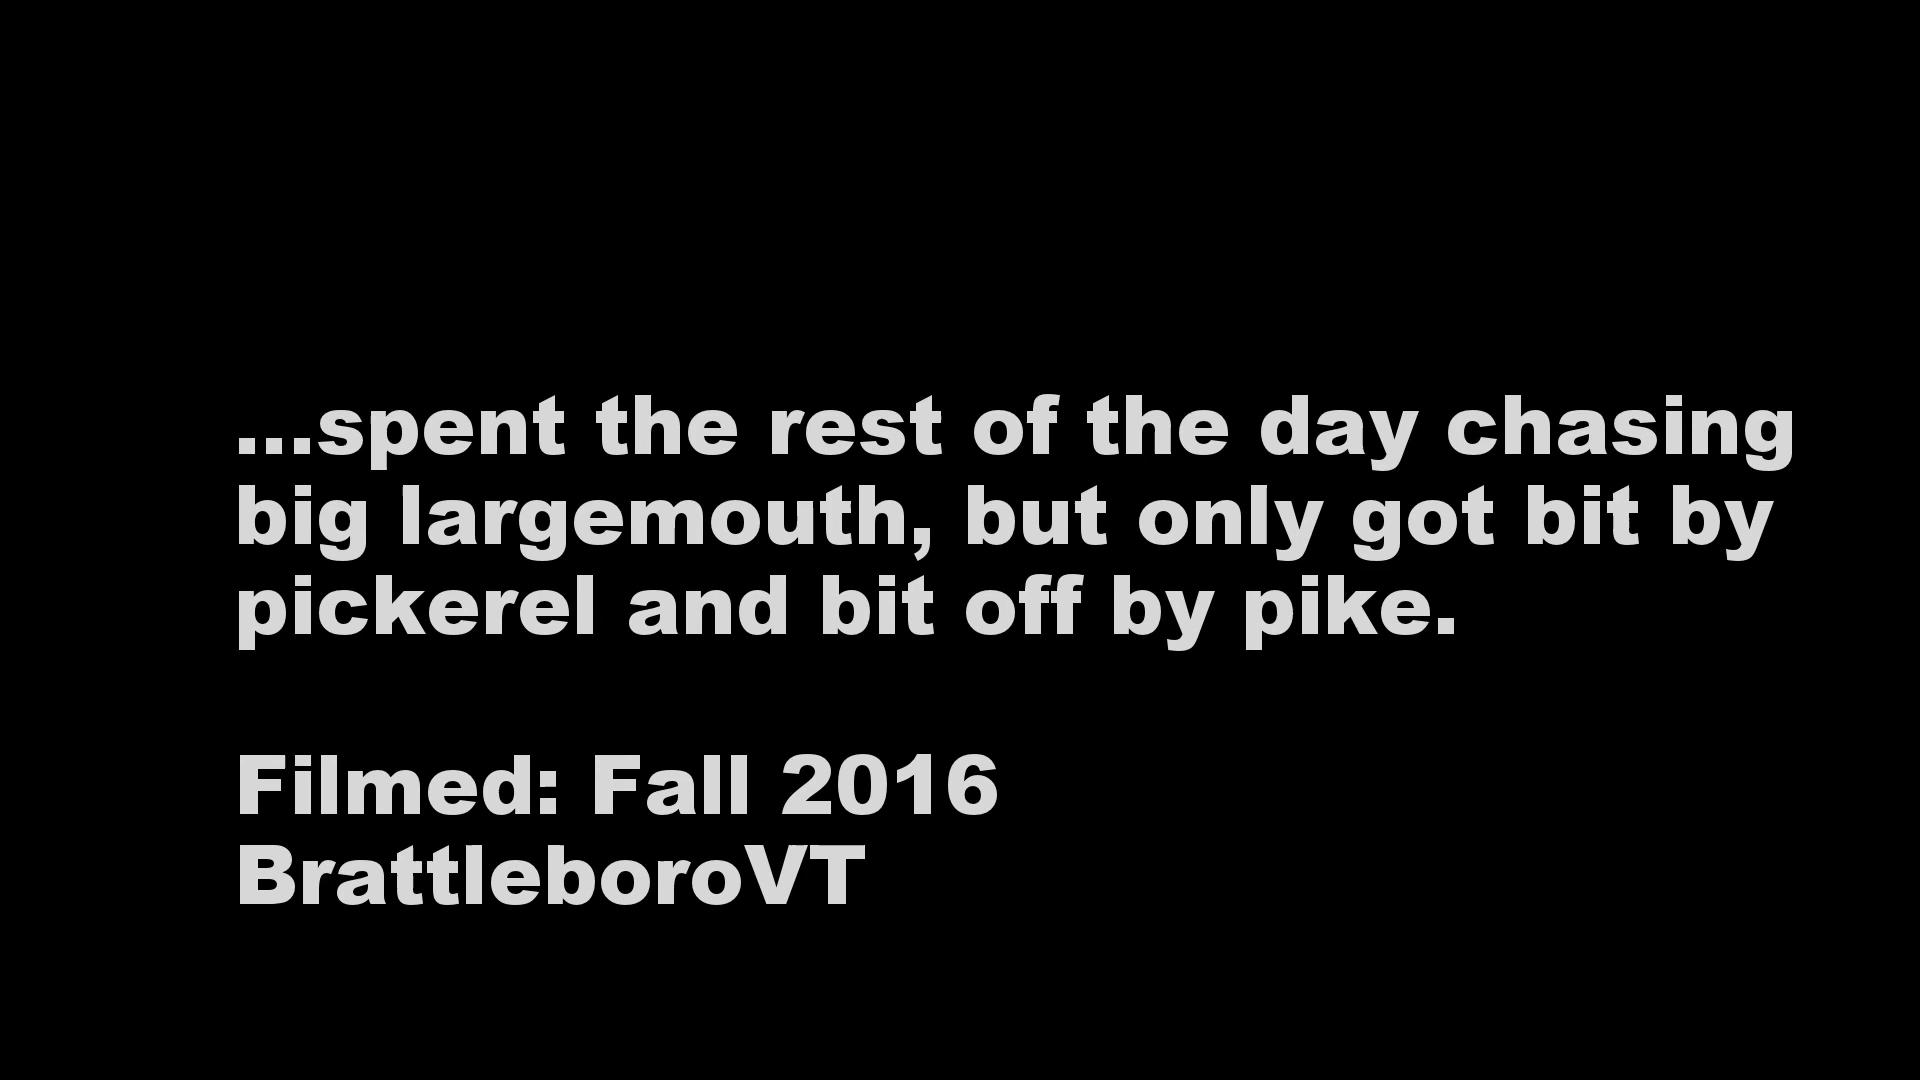 ...spent the rest of the day chasing
big largemouth, but only got bit by
pickerel and bit off by pike.
Filmed: Fall 2016
BrattleboroVT